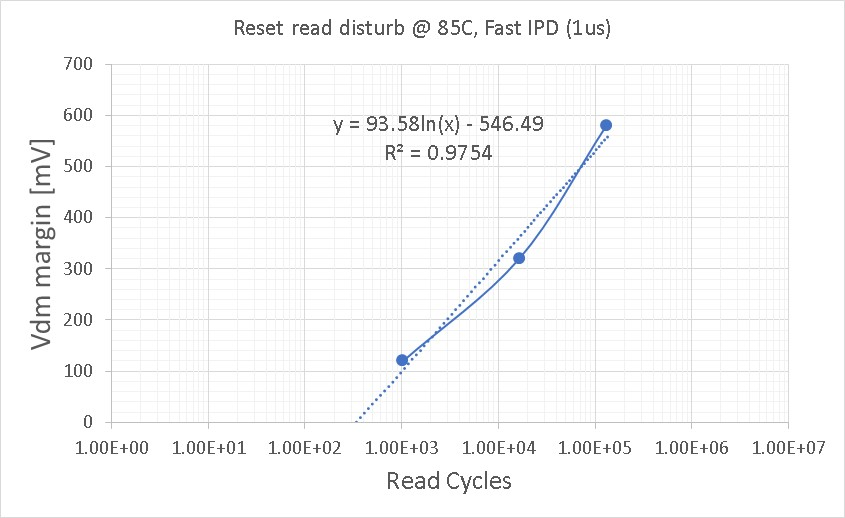 Reset read disturb @ 85C, Fast IPD (1us)
700
600
500
400
300
200
100
0
y = 93.58ln(x) - 546.49
R² = 0.9754
Vdm margin [mV]
1.00E+00 1.00E+01 1.00E+02 1.00E+03 1.00E+04 1.00E+05 1.00E+06 1.00E+07
Read Cycles